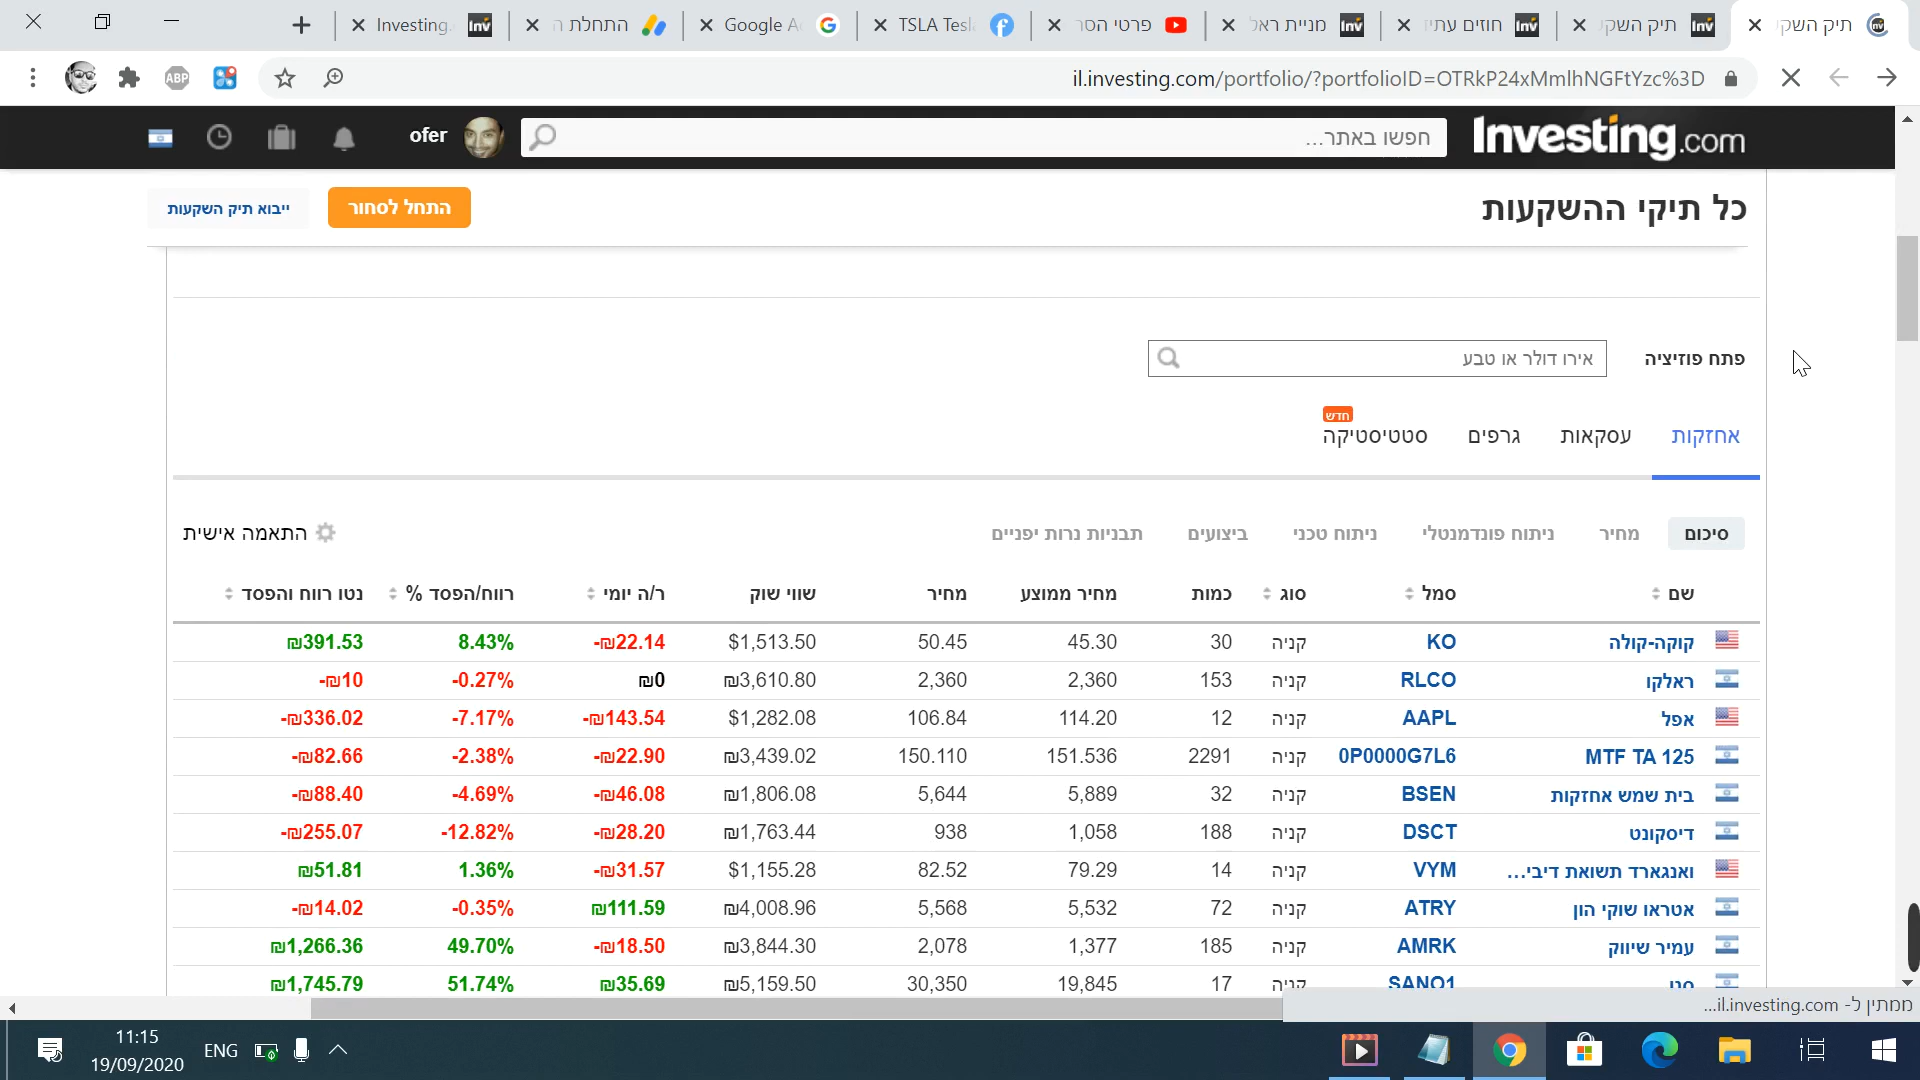 תיק השקי
תיק השקי
חוזים עתיו
מניית ראל
פרטי הסר
TSLA Tesl
Google A
התחלת ה
Investing.
il.investing.com/portfolio/?portfolioID=OTRkP24xMmlhNGFtYzc%3D
ABP
Investing.com
חפשו באתר...
ofer
כל תיקי ההשקעות
התחל לסחור
ייבוא תיק השקעות
פתח פוזיציה
אירו דולר או טבע
חדש
אחזקות עסקאות גרפים סטטיסטיקה
סיכום מחיר ניתוח פונדמנטלי ניתוח טכני ביצועים תבניות נרות יפניים
התאמה אישית
שם סמל סוג כמות מחיר ממוצע מחיר שווי שוק ר/ה יומי רווח/הפסד % נטו רווח והפסד
קוקה-קולה KO קניה 30 45.30 50.45 $1,513.50 -₪22.14 8.43% ₪391.53
ראלקו RLCO קניה 153 2,360 2,360 ₪3,610.80 ₪0 -0.27% -₪10
אפל AAPL קניה 12 114.20 106.84 $1,282.08 -₪143.54 -7.17% -₪336.02
MTF TA 125 0P0000G7L6 קניה 2291 151.536 150.110 ₪3,439.02 -₪22.90 -2.38% -₪82.66
בית שמש אחזקות BSEN קניה 32 5,889 5,644 ₪1,806.08 -₪46.08 -4.69% -₪88.40
דיסקונט DSCT קניה 188 1,058 938 ₪1,763.44 -₪28.20 -12.82% -₪255.07
ואנגארד תשואת דיבי... VYM קניה 14 79.29 82.52 $1,155.28 -₪31.57 1.36% ₪51.81
אטראו שוקי הון ATRY קניה 72 5,532 5,568 ₪4,008.96 ₪111.59 -0.35% -₪14.02
עמיר שיווק AMRK קניה 185 1,377 2,078 ₪3,844.30 -₪18.50 49.70% ₪1,266.36
סנו SANO1 קניה 17 19,845 30,350 ₪5,159.50 ₪35.69 51.74% ₪1,745.79
ממתין ל- il.investing.com...
ENG
11:15
19/09/2020